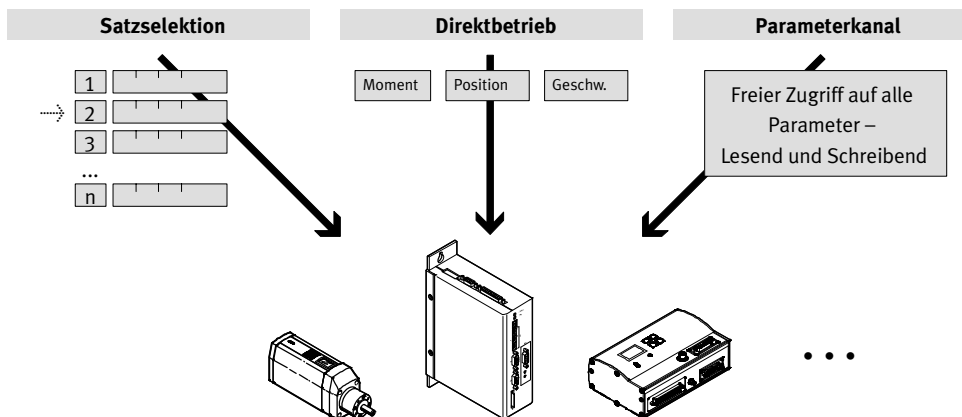 Satzselektion
Direktbetrieb
Parameterkanal
1
2
3
...
n
Moment
Position
Geschw.
Freier Zugriff auf alle
Parameter –
Lesend und Schreibend
• • •